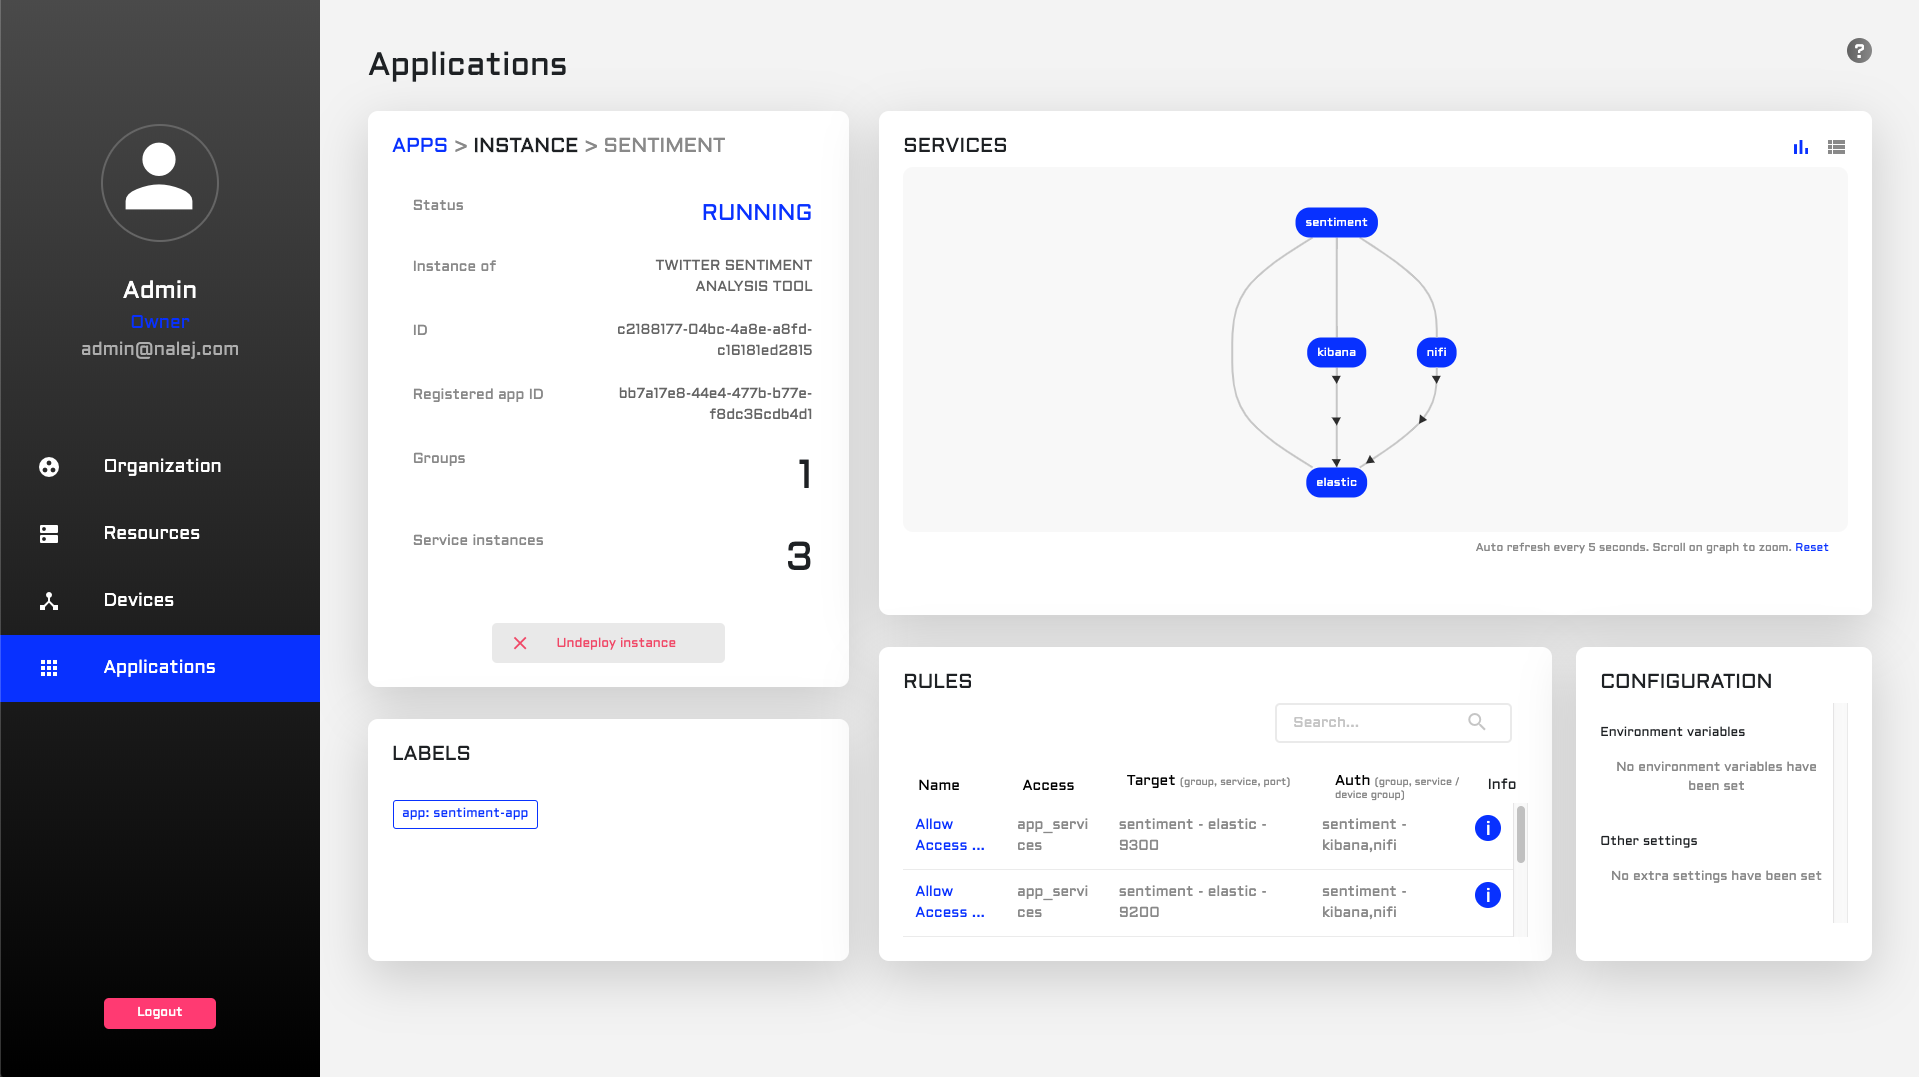 Admin
Owner
admin@nalej.com
Organization
Resources
Devices
Applications
Logout
Applications
?
APPS > INSTANCE > SENTIMENT
Status
RUNNING
Instance of
TWITTER SENTIMENT
ANALYSIS TOOL
ID
c2188177-04bc-4a8e-a8fd-
c16181ed2815
Registered app ID
bb7a17e8-44e4-477b-b77e-
f8dc36cdb4d1
Groups
1
Service instances
3
Undeploy instance
LABELS
app: sentiment-app
SERVICES
sentiment
kibana
nifi
elastic
Auto refresh every 5 seconds. Scroll on graph to zoom. Reset
RULES
Search...
Name
Access
Target (group, service, port)
Auth (group, service /
device group)
Info
Allow
Access ...
app_servi
ces
sentiment - elastic -
9300
sentiment -
kibana,nifi
i
Allow
Access ...
app_servi
ces
sentiment - elastic -
9200
sentiment -
kibana,nifi
i
CONFIGURATION
Environment variables
No environment variables have
been set
Other settings
No extra settings have been set